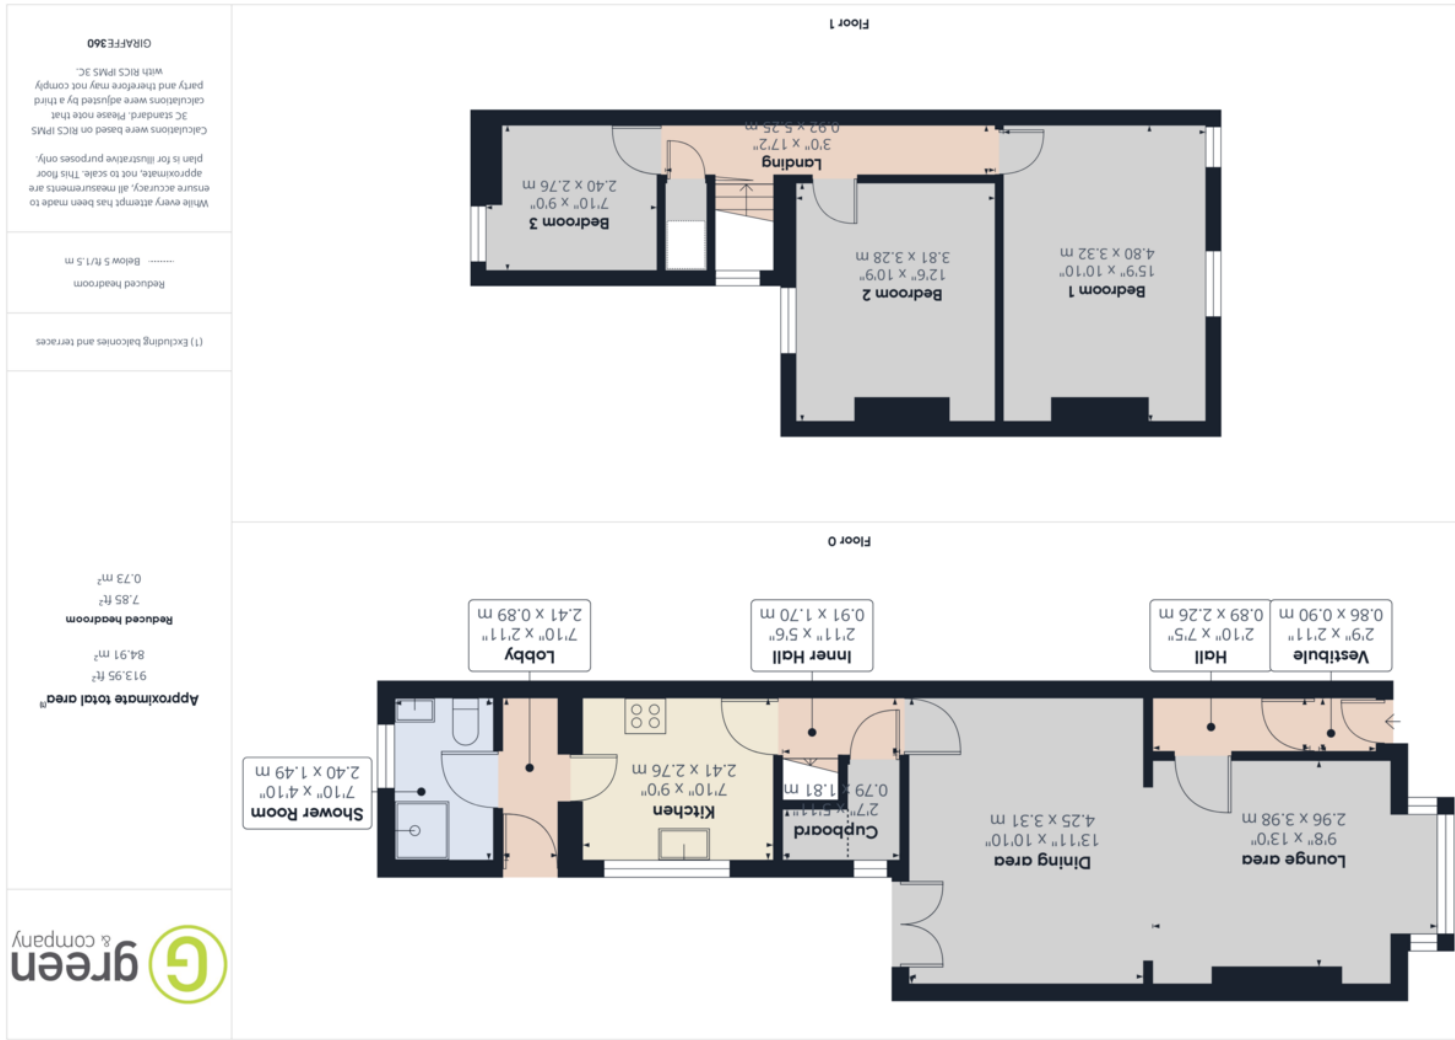 Lounge area
9'8" x 13'0"
2.96 x 3.98 m
Dining area
13'11" x 10'10"
4.25 x 3.31 m
Cupboard
2'7" x 5'11"
0.79 x 1.81 m
Kitchen
7'10" x 9'0"
2.41 x 2.76 m
Shower Room
7'10" x 4'10"
2.40 x 1.49 m
Vestibule
2'9" x 2'11"
0.86 x 0.90 m
Hall
2'10" x 7'5"
0.89 x 2.26 m
Inner Hall
2'11" x 5'6"
0.91 x 1.70 m
Lobby
7'10" x 2'11"
2.41 x 0.89 m
Floor 0
Bedroom 1
15'9" x 10'10"
4.80 x 3.32 m
Bedroom 2
12'6" x 10'9"
3.81 x 3.28 m
Bedroom 3
7'10" x 9'0"
2.40 x 2.76 m
Landing
3'0" x 17'2"
0.92 x 5.25 m
Floor 1
G green
& company
Approximate total area(1)
913.95 ft²
84.91 m²
Reduced headroom
7.85 ft²
0.73 m²
(1) Excluding balconies and terraces
Reduced headroom
Below 5 ft/1.5 m
While every attempt has been made to
ensure accuracy, all measurements are
approximate, not to scale. This floor
plan is for illustrative purposes only.
Calculations were based on RICS IPMS
3C standard. Please note that
calculations were adjusted by a third
party and therefore may not comply
with RICS IPMS 3C.
GIRAFFE360